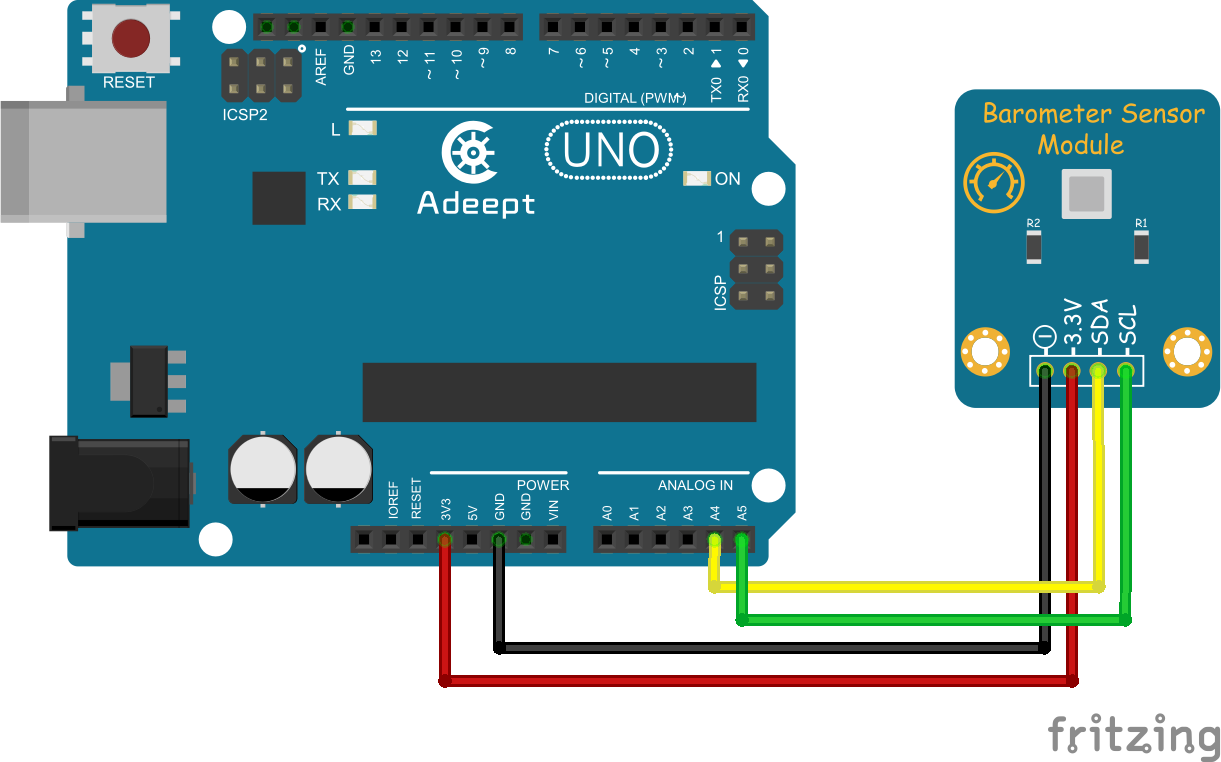 RESET
ICSP2
AREF
GND
13
12
~11
~10
~9
8
7
~6
~5
4
~3
2
TX0 ▶ 1
RX0 ◀ 0
DIGITAL (PWM~)
L
TX
RX
Adeept
UNO
ON
1
ICSP
Barometer Sensor
Module
R2
R1
3.3V
SDA
SCL
POWER
ANALOG IN
IOREF
RESET
3V3
5V
GND
GND
VIN
A0
A1
A2
A3
A4
A5
fritzing